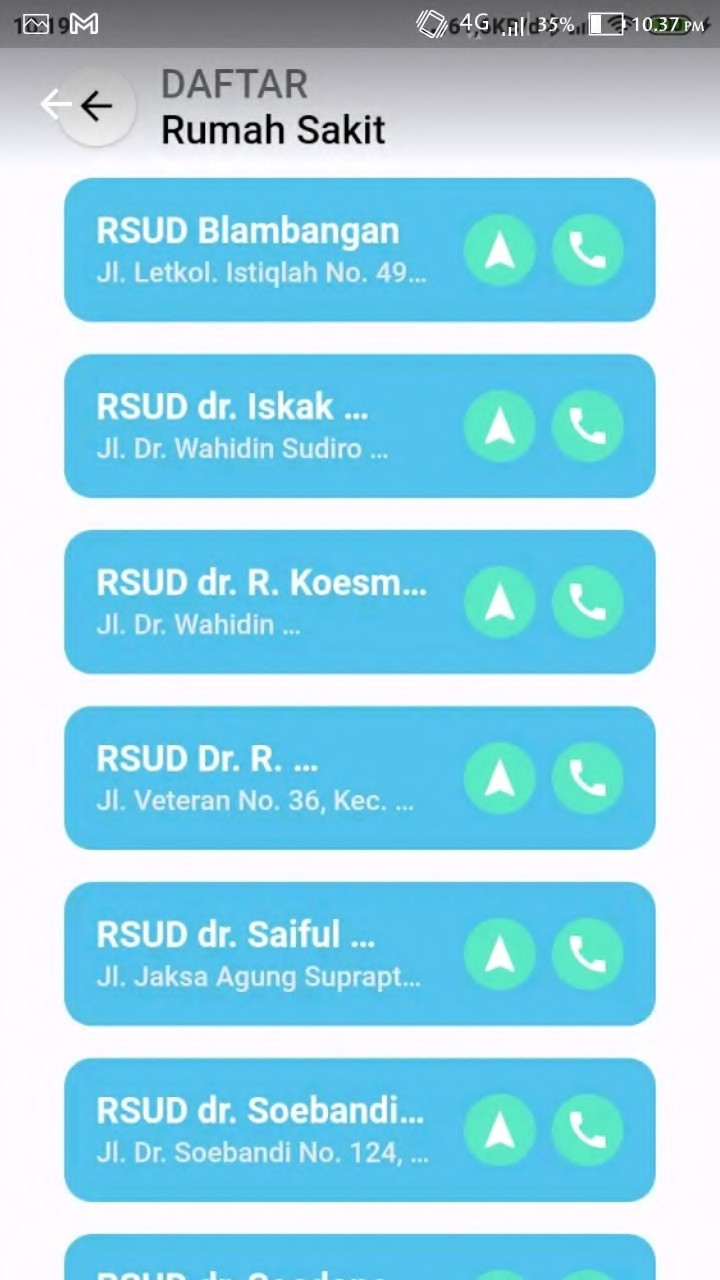 4G 35% 10.37 PM
DAFTAR
Rumah Sakit
RSUD Blambangan
Jl. Letkol. Istiqlah No. 49...
RSUD dr. Iskak ...
Jl. Dr. Wahidin Sudiro ...
RSUD dr. R. Koesm...
Jl. Dr. Wahidin ...
RSUD Dr. R. ...
Jl. Veteran No. 36, Kec. ...
RSUD dr. Saiful ...
Jl. Jaksa Agung Suprapt...
RSUD dr. Soebandi...
Jl. Dr. Soebandi No. 124, ...
RSUD dr.